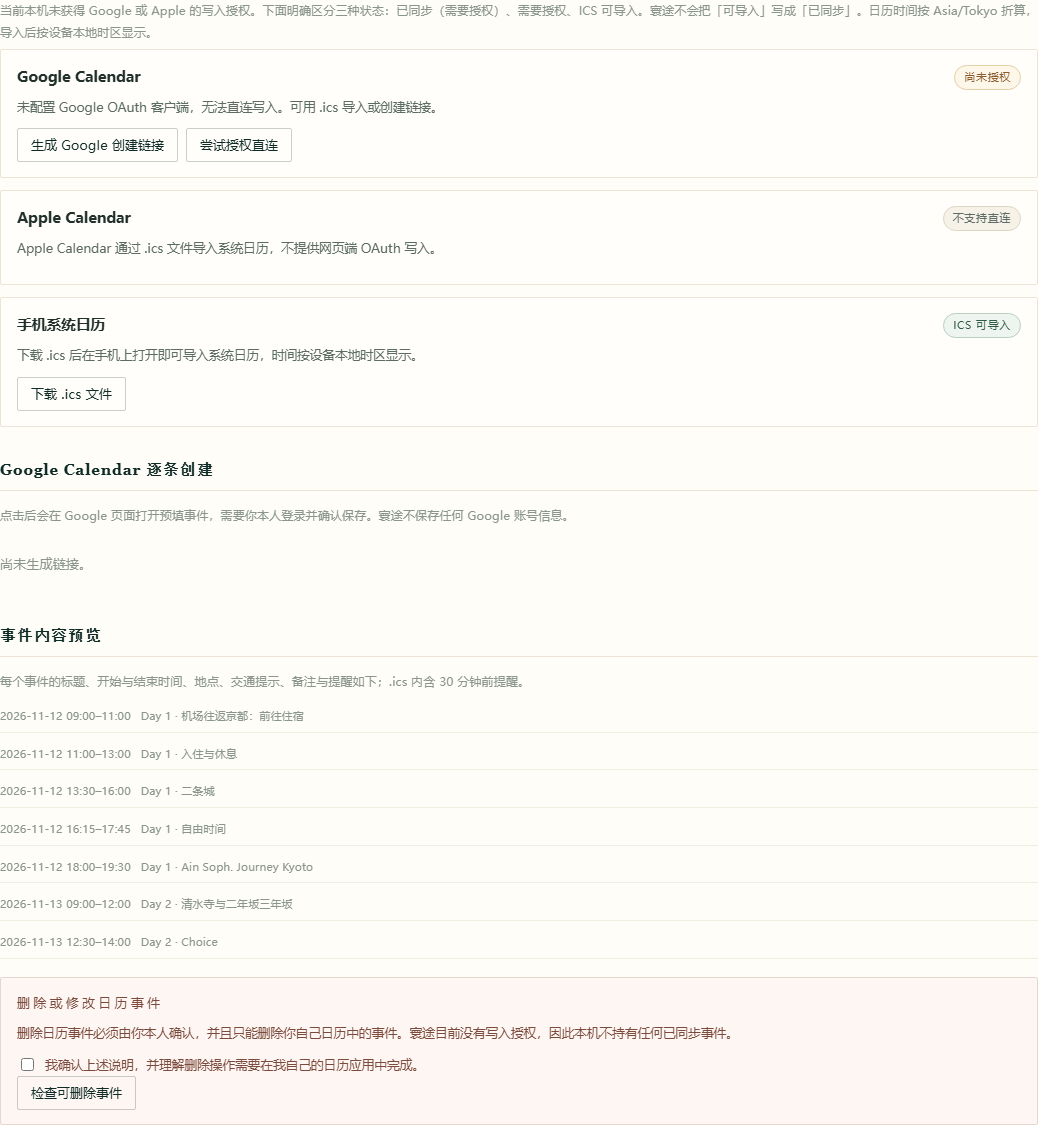 当前本机未获得 Google 或 Apple 的写入授权。下面明确区分三种状态：已同步（需要授权）、需要授权、ICS 可导入。寰途不会把「可导入」写成「已同步」。日历时间按 Asia/Tokyo 折算，
导入后按设备本地时区显示。
Google Calendar
尚未授权
未配置 Google OAuth 客户端，无法直连写入。可用 .ics 导入或创建链接。
生成 Google 创建链接
尝试授权直连
Apple Calendar
不支持直连
Apple Calendar 通过 .ics 文件导入系统日历，不提供网页端 OAuth 写入。
手机系统日历
ICS 可导入
下载 .ics 后在手机上打开即可导入系统日历，时间按设备本地时区显示。
下载 .ics 文件
Google Calendar 逐条创建
点击后会在 Google 页面打开预填事件，需要你本人登录并确认保存。寰途不保存任何 Google 账号信息。
尚未生成链接。
事件内容预览
每个事件的标题、开始与结束时间、地点、交通提示、备注与提醒如下；.ics 内含 30 分钟前提醒。
2026-11-12 09:00–11:00 Day 1 · 机场往返京都：前往住宿
2026-11-12 11:00–13:00 Day 1 · 入住与休息
2026-11-12 13:30–16:00 Day 1 · 二条城
2026-11-12 16:15–17:45 Day 1 · 自由时间
2026-11-12 18:00–19:30 Day 1 · Ain Soph. Journey Kyoto
2026-11-13 09:00–12:00 Day 2 · 清水寺与二年坂三年坂
2026-11-13 12:30–14:00 Day 2 · Choice
删除或修改日历事件
删除日历事件必须由你本人确认，并且只能删除你自己日历中的事件。寰途目前没有写入授权，因此本机不持有任何已同步事件。
我确认上述说明，并理解删除操作需要在我自己的日历应用中完成。
检查可删除事件